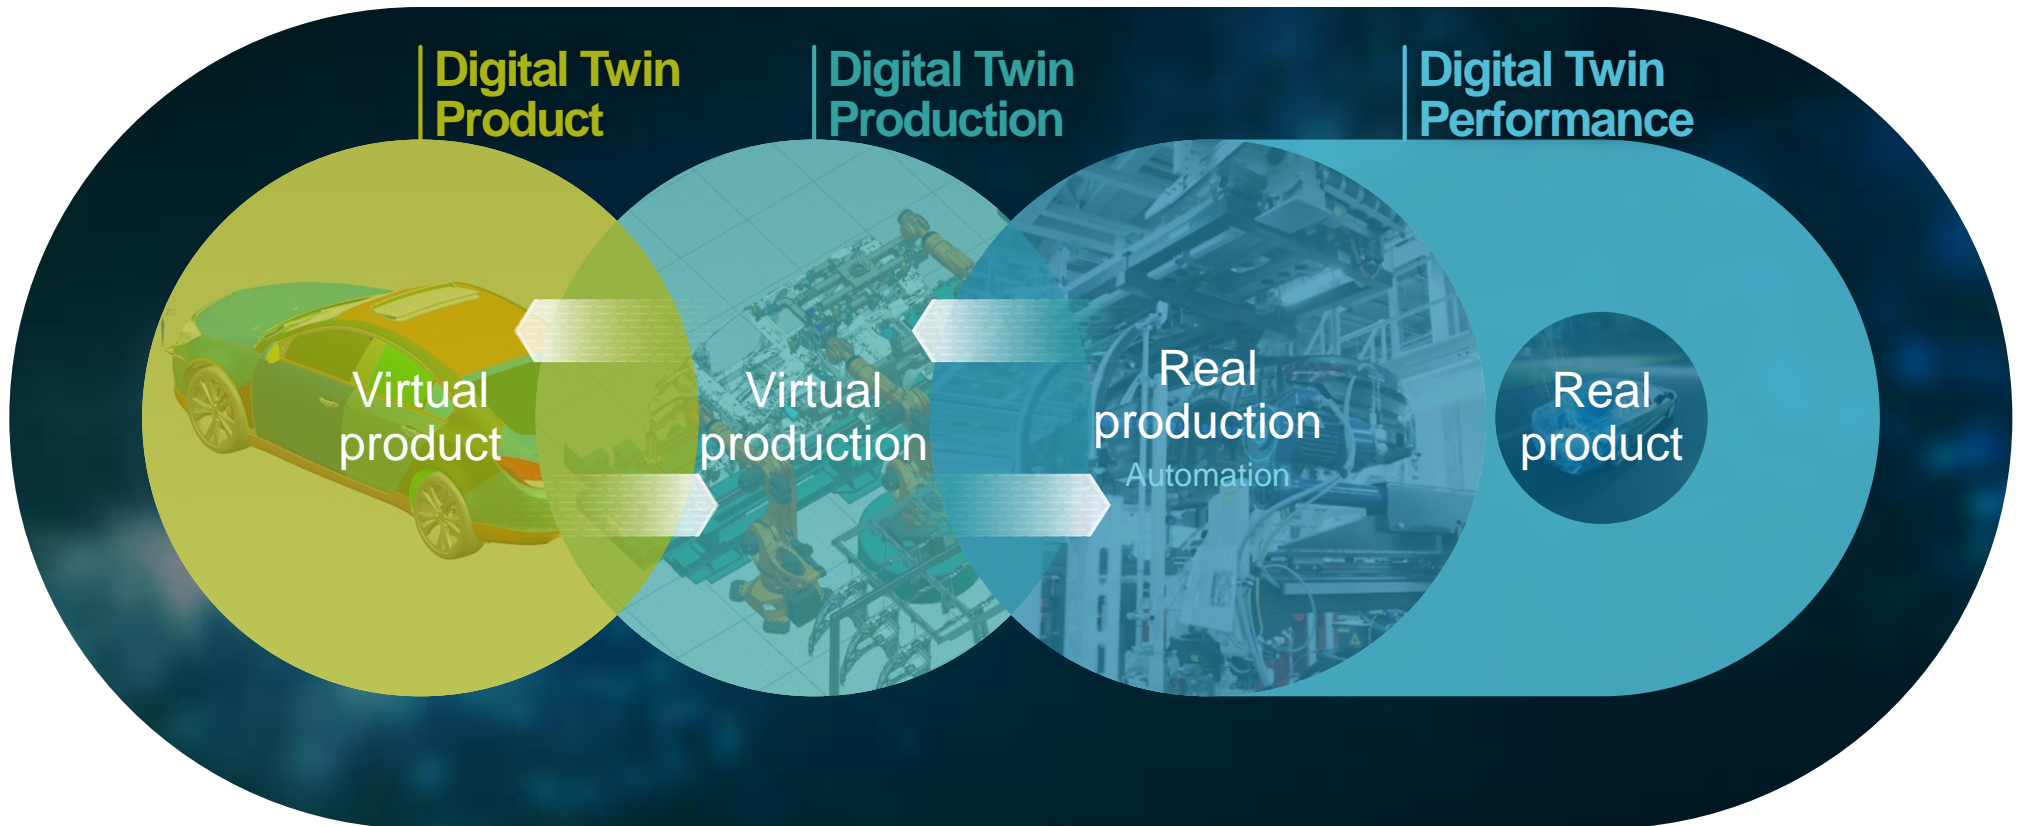 Digital Twin
Product
Digital Twin
Production
Digital Twin
Performance
Virtual
product
Virtual
production
Real
production
Automation
Real
product